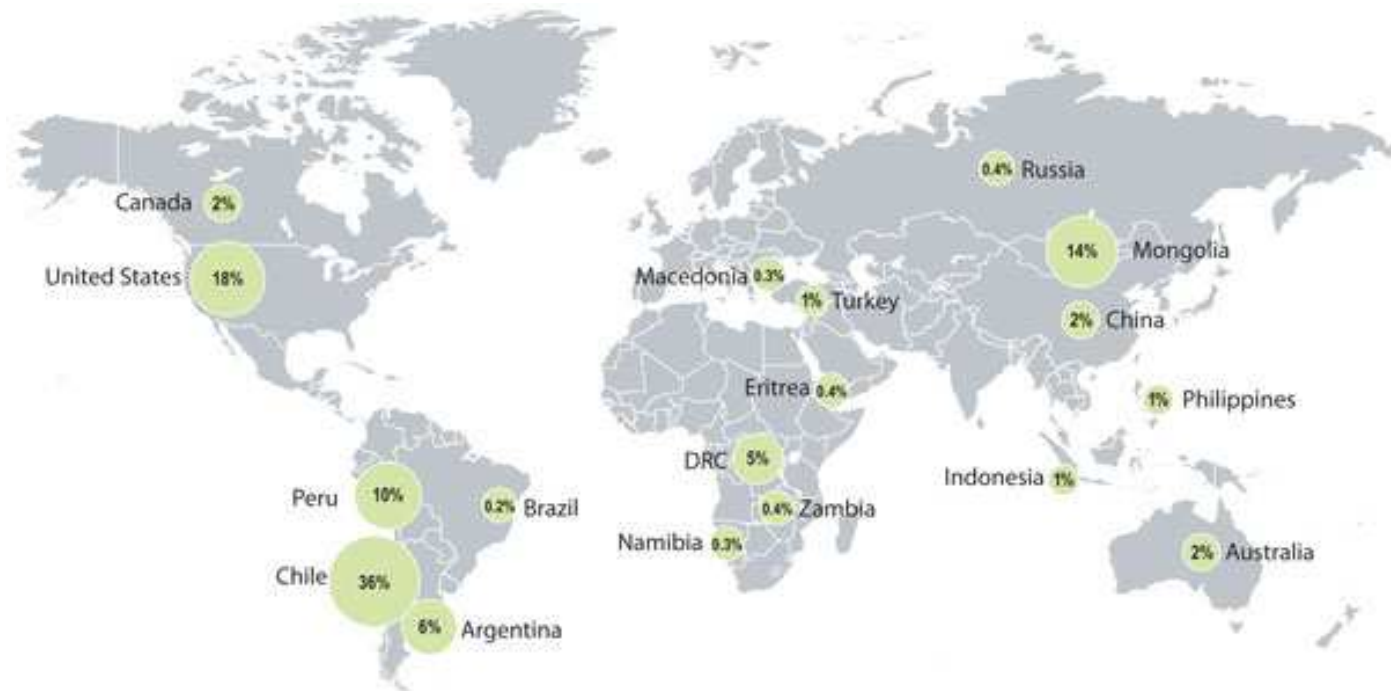 0.4% Russia
Canada 2%
14% Mongolia
United States 18%
Macedonia 0.3%
1% Turkey
2% China
Eritrea 0.4%
1% Philippines
DRC 5%
Indonesia 1%
Peru 10%
0.2% Brazil
0.4% Zambia
Namibia 0.3%
2% Australia
Chile 36%
6% Argentina